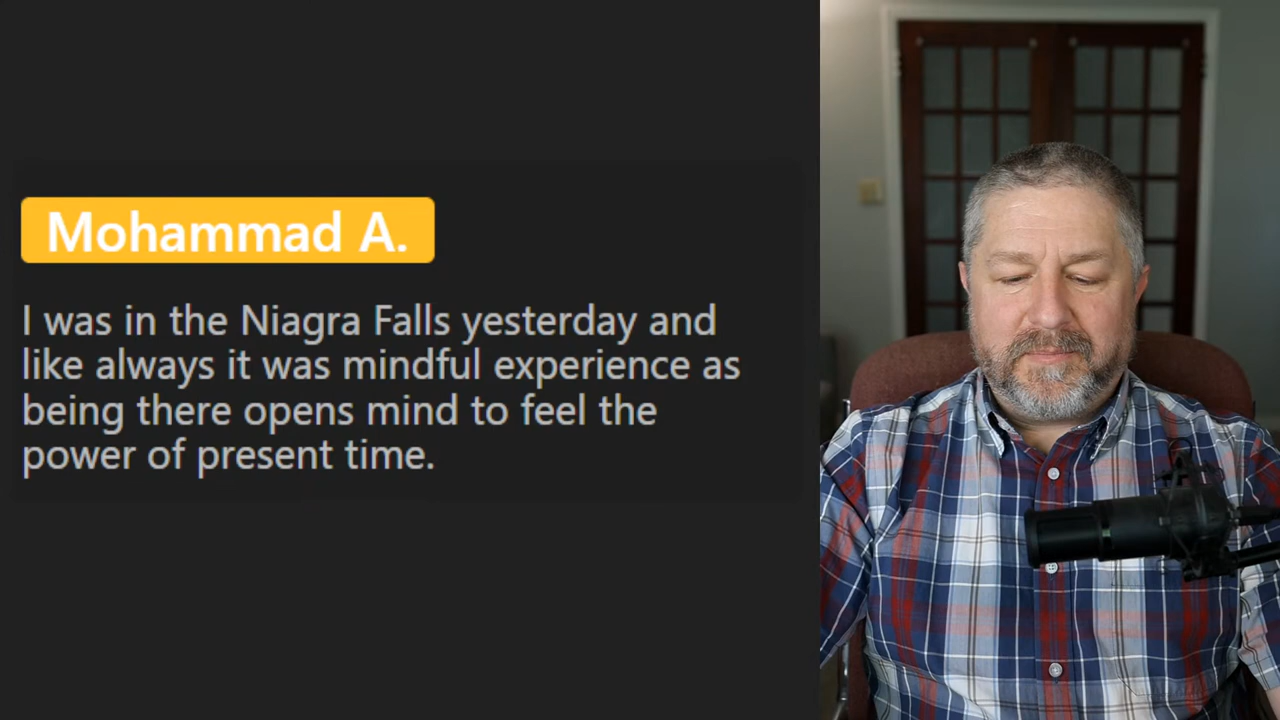 Mohammad A.
I was in the Niagra Falls yesterday and
like always it was mindful experience as
being there opens mind to feel the
power of present time.